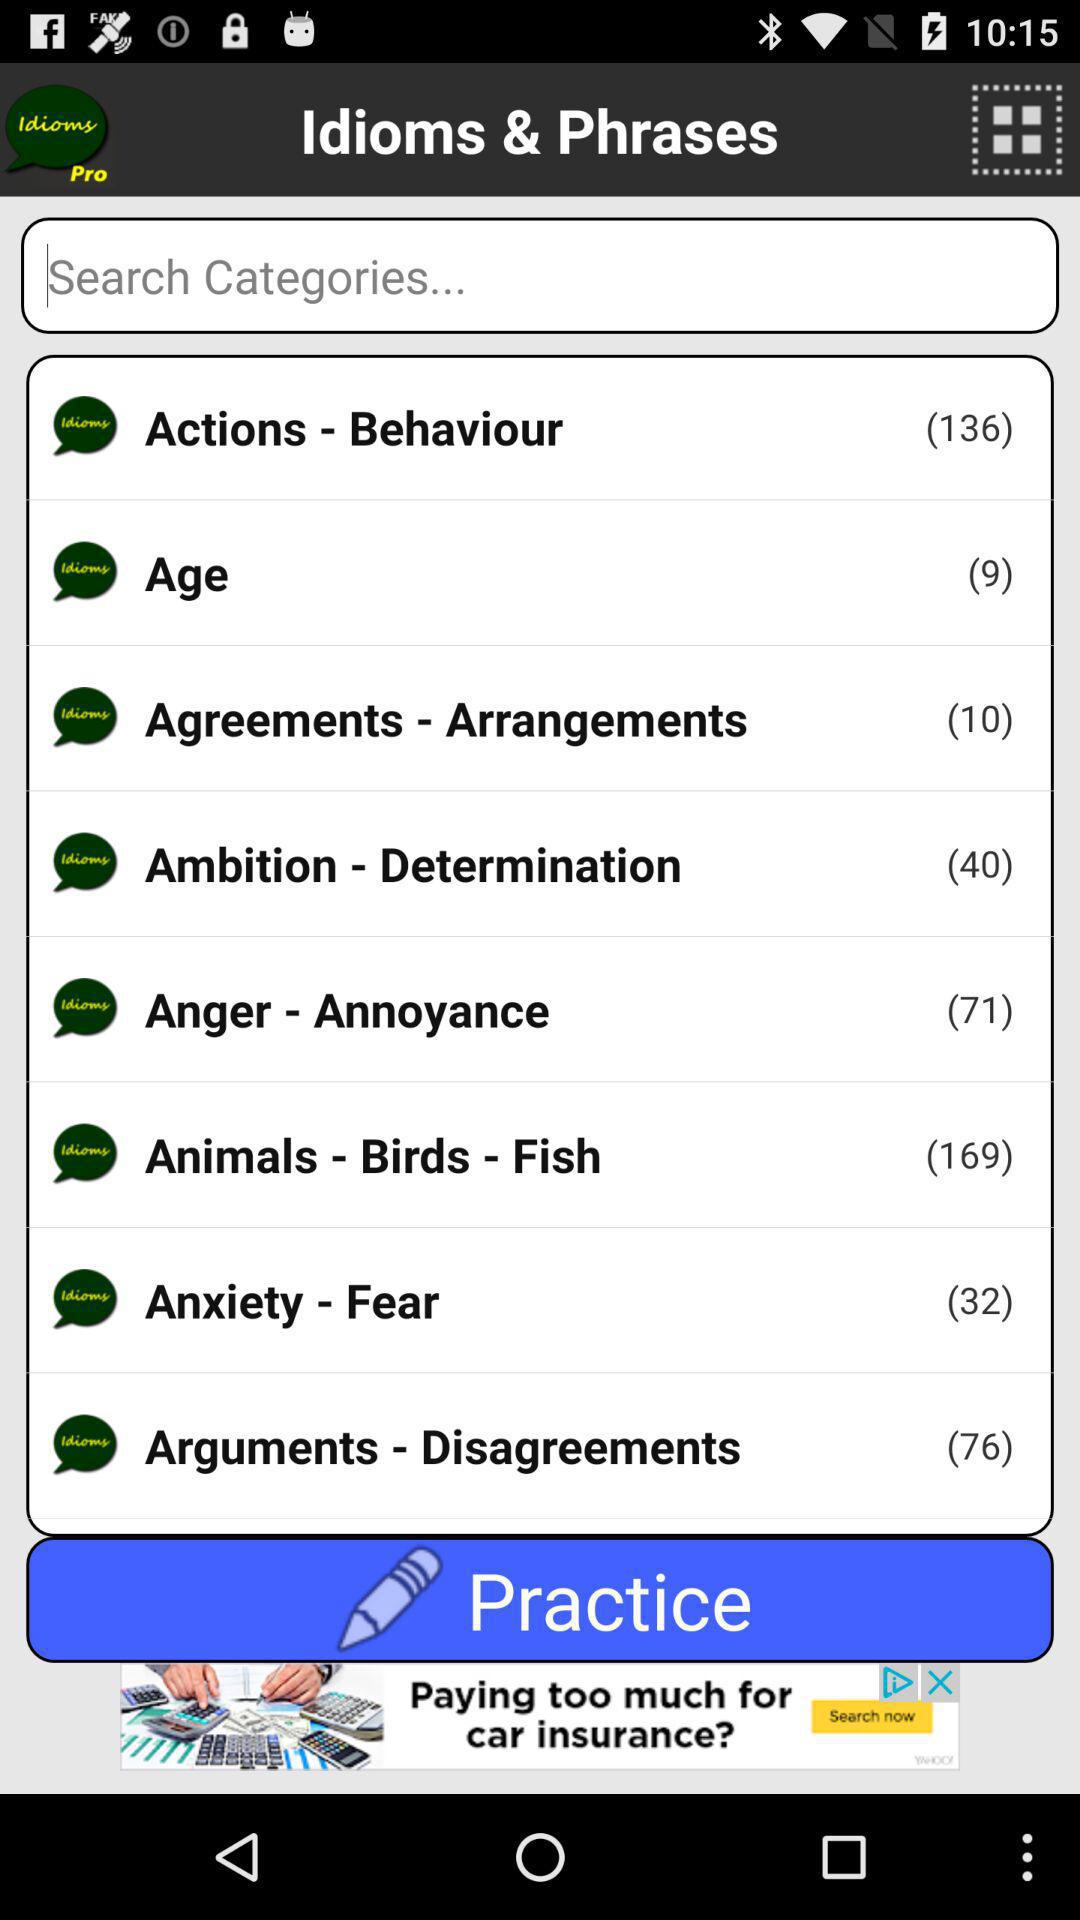 FAKE
10:15
Idioms
Pro
Idioms & Phrases
Search Categories...
Idioms
Actions - Behaviour
(136)
Idioms
Age
(9)
Idioms
Agreements - Arrangements
(10)
Idioms
Ambition - Determination
(40)
Idioms
Anger - Annoyance
(71)
Idioms
Animals - Birds - Fish
(169)
Idioms
Anxiety - Fear
(32)
Idioms
Arguments - Disagreements
(76)
Practice
Paying too much for
car insurance?
Search now
YAHOO!